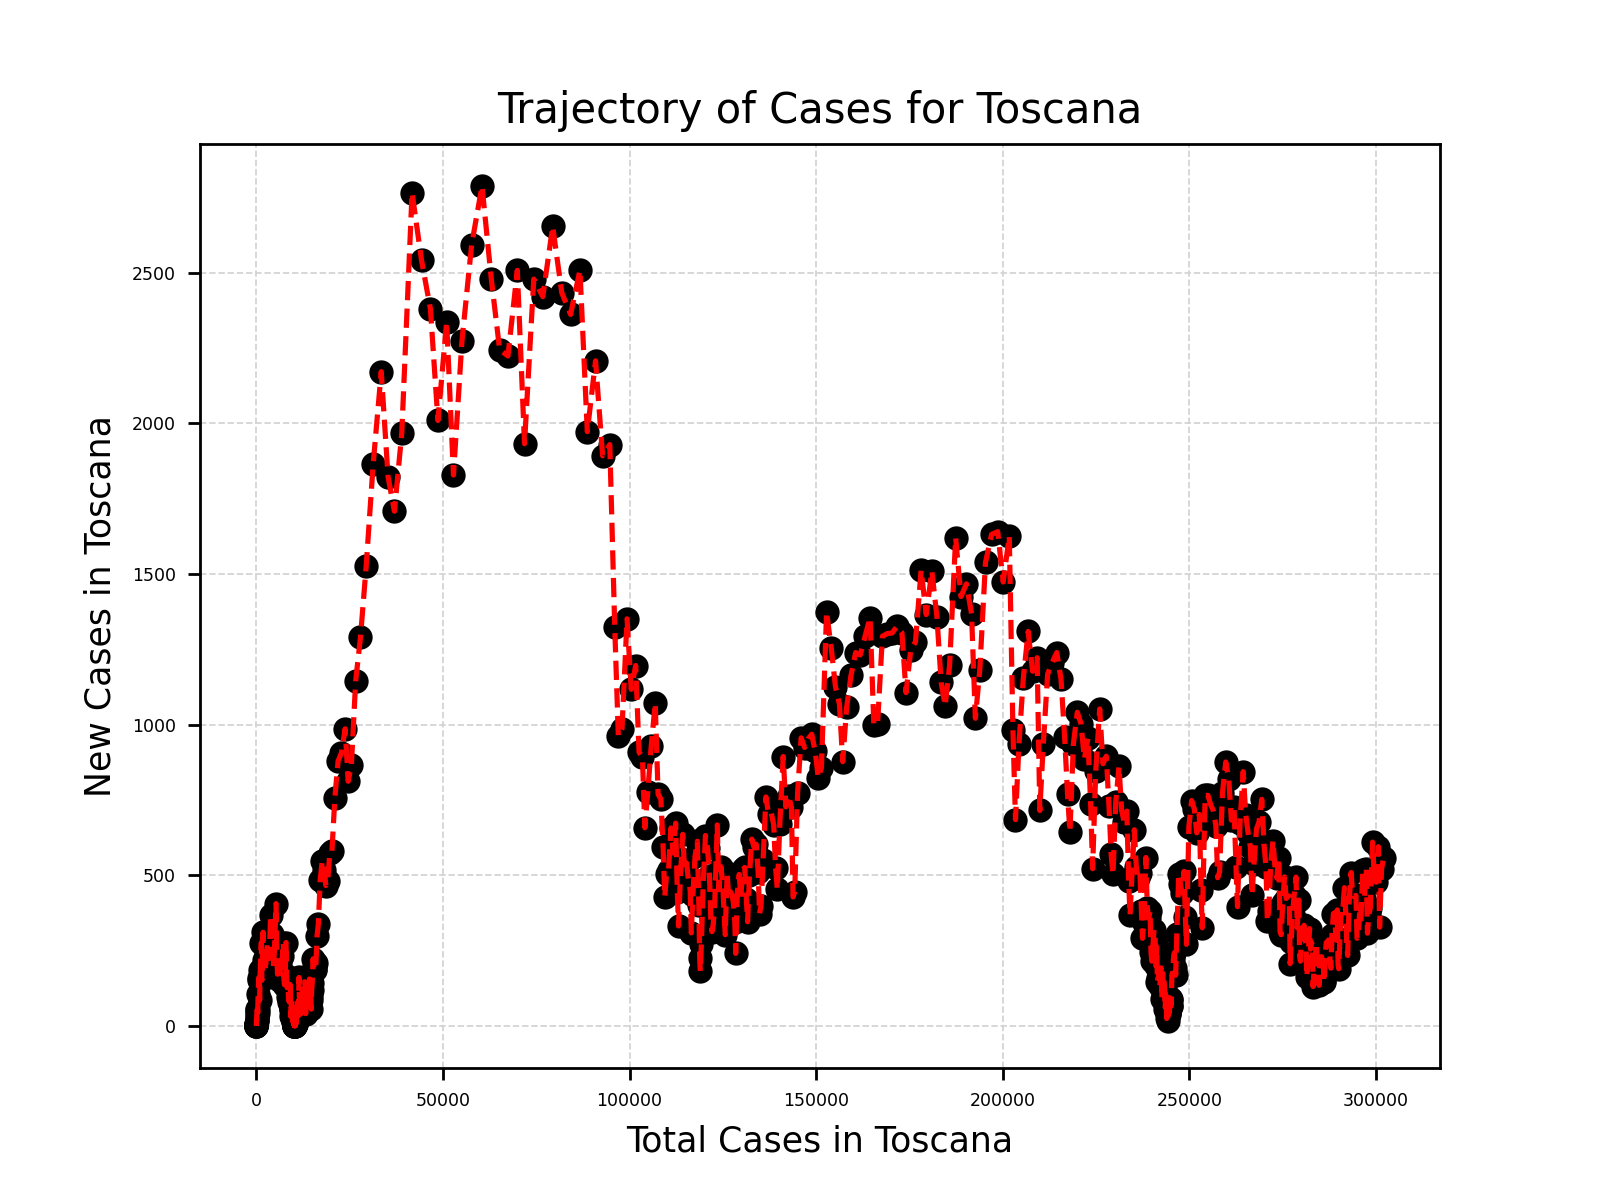 Trajectory of Cases for Toscana
New Cases in Toscana
2500
2000
1500
1000
500
0
0 50000 100000 150000 200000 250000 300000
Total Cases in Toscana